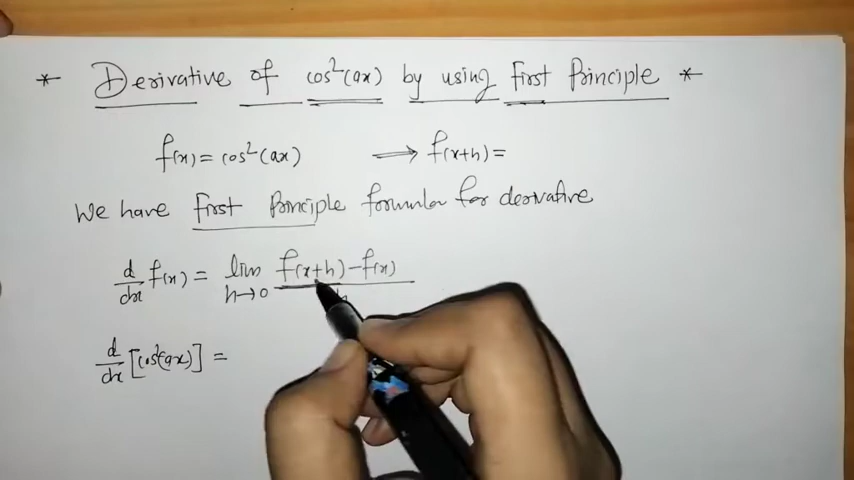 * Derivative of cos²(ax) by using First Principle *
f(x) = cos²(ax) ⟹ f(x+h) =
We have First Principle formula for derivative
d/dx f(x) = lim h→0 f(x+h) - f(x) / h
d/dx [cos²(ax)] =